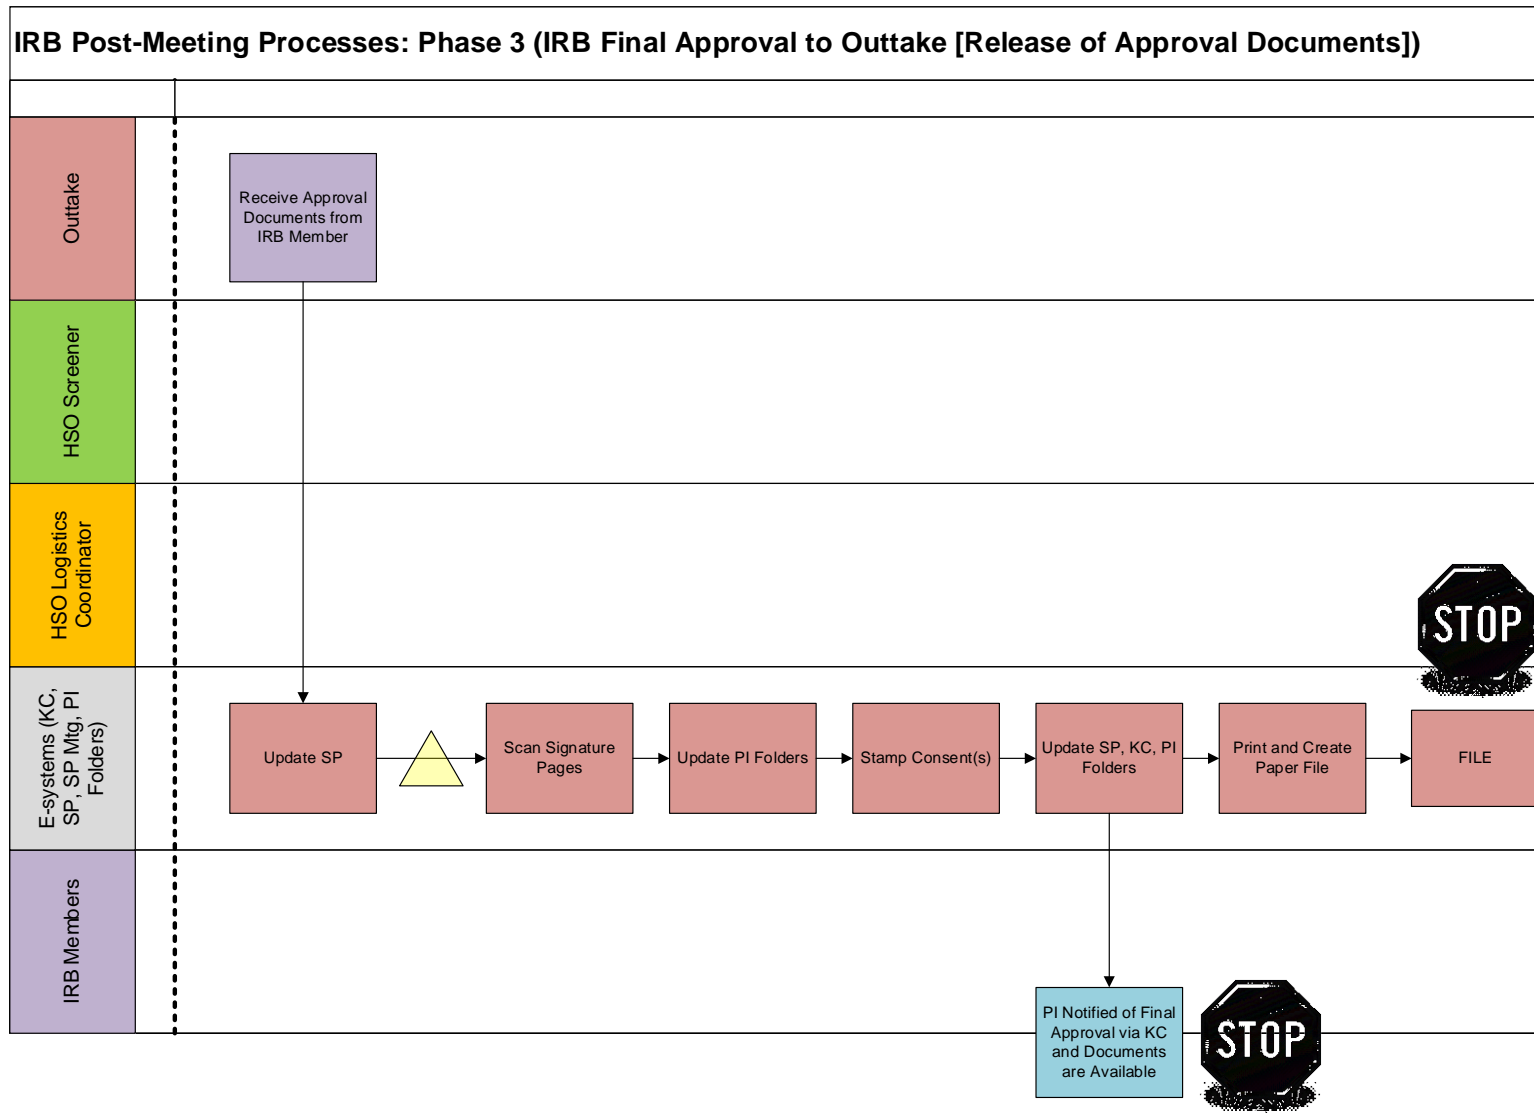 IRB Post-Meeting Processes: Phase 3 (IRB Final Approval to Outtake [Release of Approval Documents])
Outtake
Receive Approval
Documents from
IRB Member
HSO Screener
HSO Logistics
Coordinator
STOP
E-systems (KC,
SP, SP Mtg, PI
Folders)
Update SP
Scan Signature
Pages
Update PI Folders
Stamp Consent(s)
Update SP, KC, PI
Folders
Print and Create
Paper File
FILE
IRB Members
PI Notified of Final
Approval via KC
and Documents
are Available
STOP